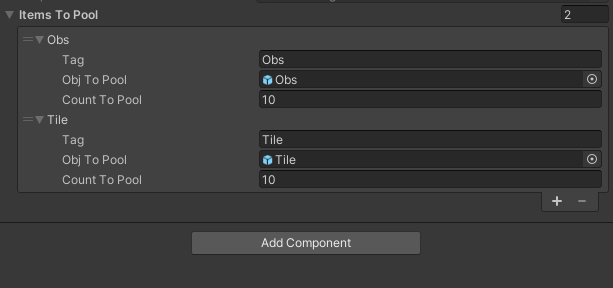 Items To Pool 2
Obs
Tag Obs
Obj To Pool Obs
Count To Pool 10
Tile
Tag Tile
Obj To Pool Tile
Count To Pool 10
+ −
Add Component